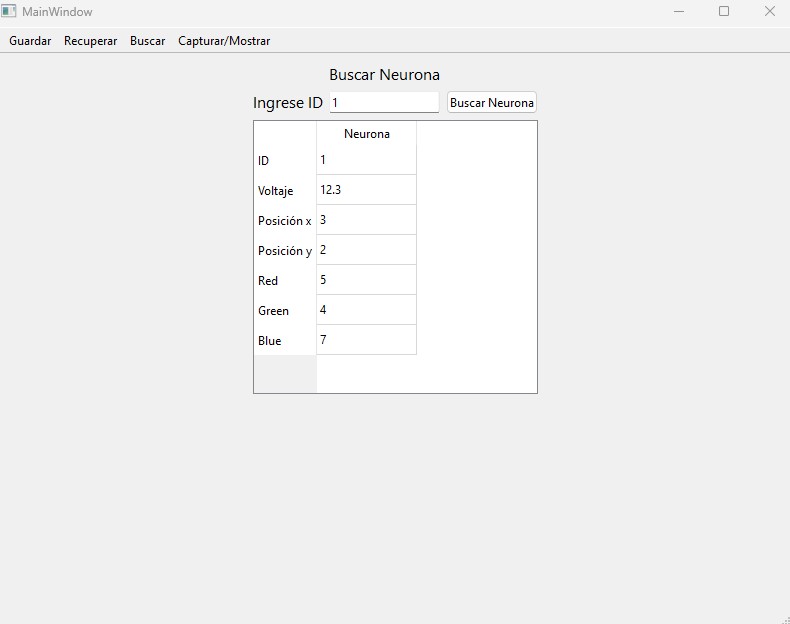 MainWindow
Guardar Recuperar Buscar Capturar/Mostrar
Buscar Neurona
Ingrese ID 1 Buscar Neurona
Neurona
ID 1
Voltaje 12.3
Posición x 3
Posición y 2
Red 5
Green 4
Blue 7